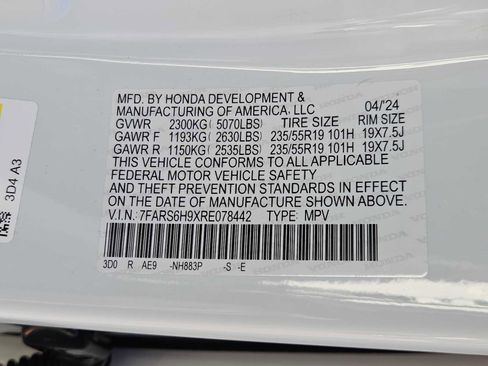 MFD. BY HONDA DEVELOPMENT &
MANUFACTURING OF AMERICA, LLC 04/'24
GVWR 2300KG( 5070LBS) TIRE SIZE RIM SIZE
GAWR F 1193KG( 2630LBS) 235/55R19 101H 19X7.5J
GAWR R 1150KG( 2535LBS) 235/55R19 101H 19X7.5J
THIS VEHICLE CONFORMS TO ALL APPLICABLE
FEDERAL MOTOR VEHICLE SAFETY
AND THEFT PREVENTION STANDARDS IN EFFECT
ON THE DATE OF MANUFACTURE SHOWN ABOVE.
V.I.N.:7FARS6H9XRE078442 TYPE: MPV
3D0 R AE9 -NH883P -S -E
3D4 A3